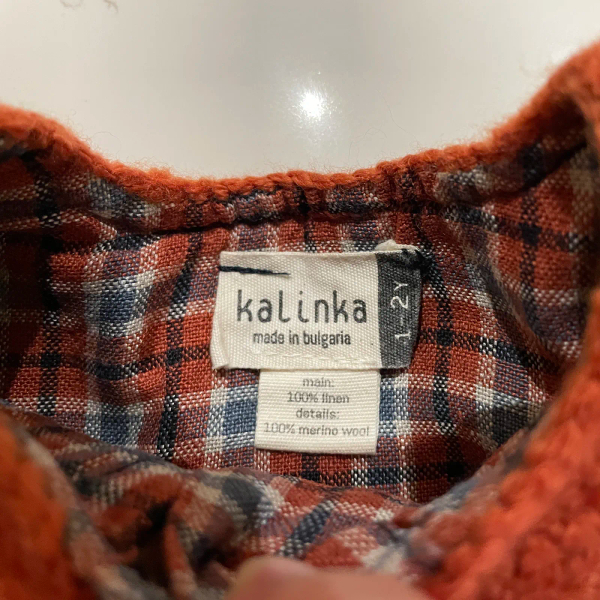 kalinka
made in bulgaria
1-2Y
main:
100% linen
details:
100% merino wool